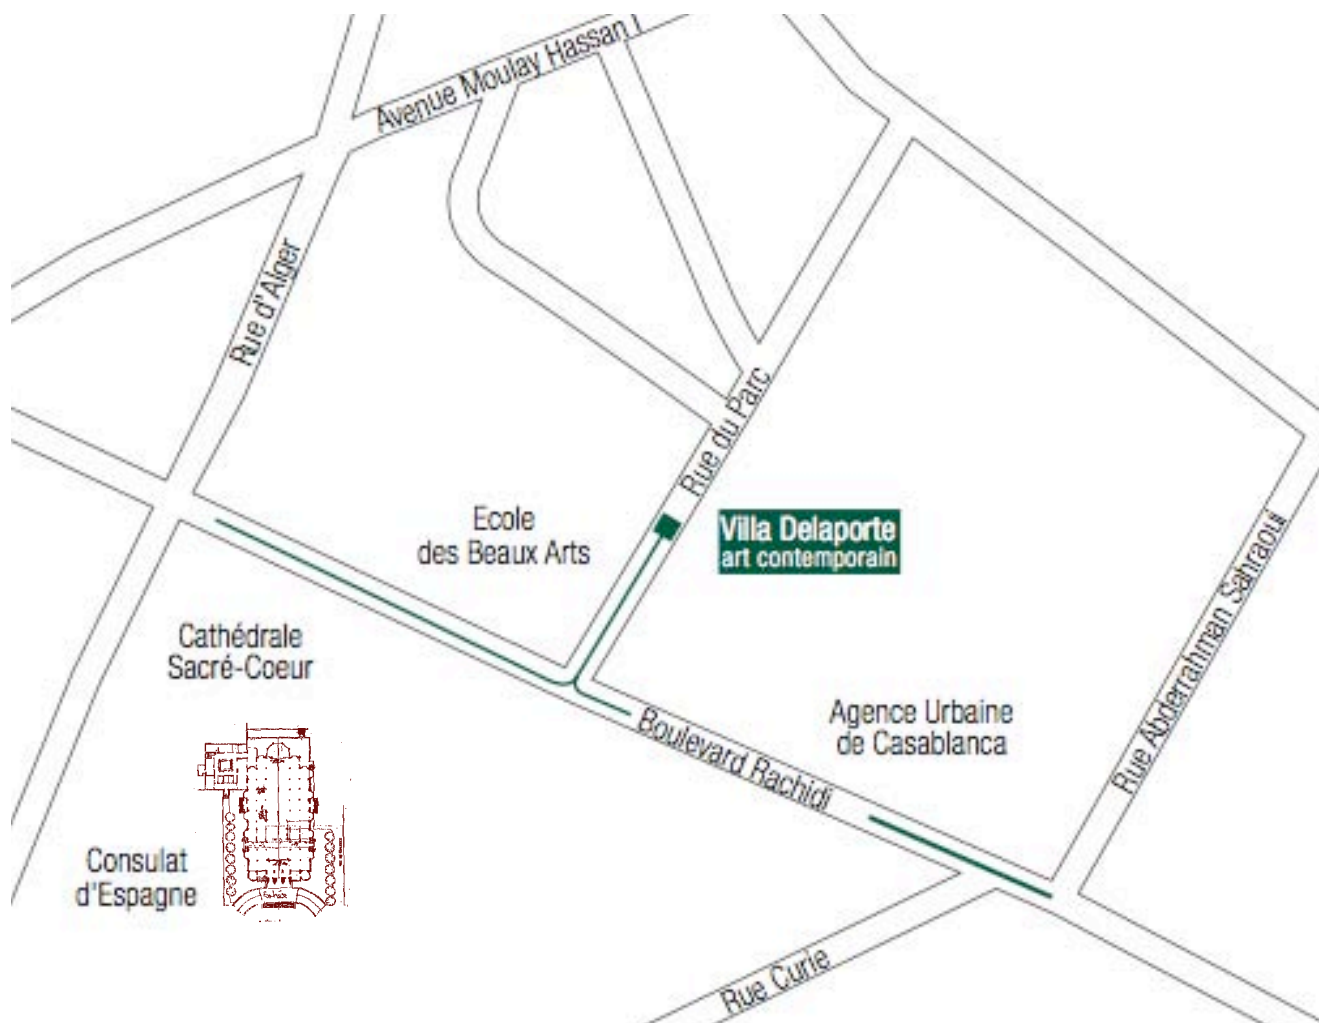 Avenue Moulay Hassan I
Rue d'Alger
Rue du Parc
Ecole
des Beaux Arts
Villa Delaporte
art contemporain
Rue Abderrahman Sahraoui
Cathédrale
Sacré-Coeur
Boulevard Rachidi
Agence Urbaine
de Casablanca
Consulat
d'Espagne
Rue Curie